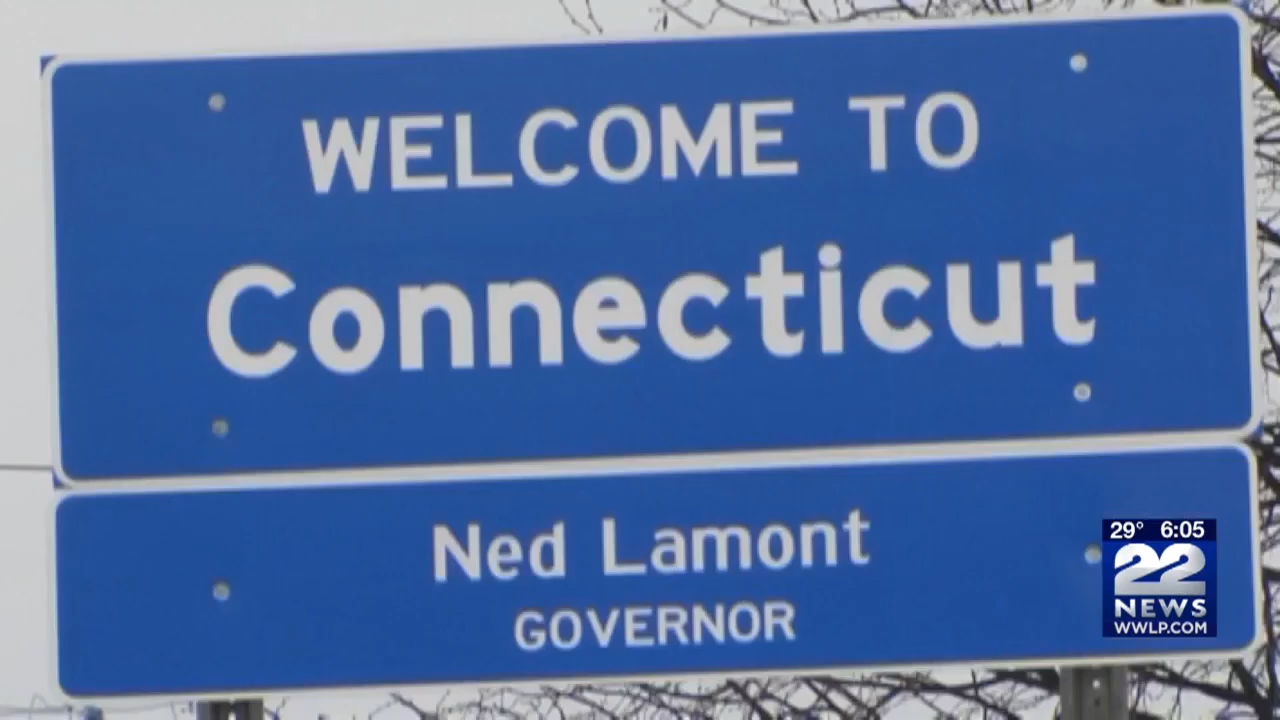 WELCOME TO
Connecticut
Ned Lamont
GOVERNOR
29° 6:05
22
NEWS
WWLP.COM